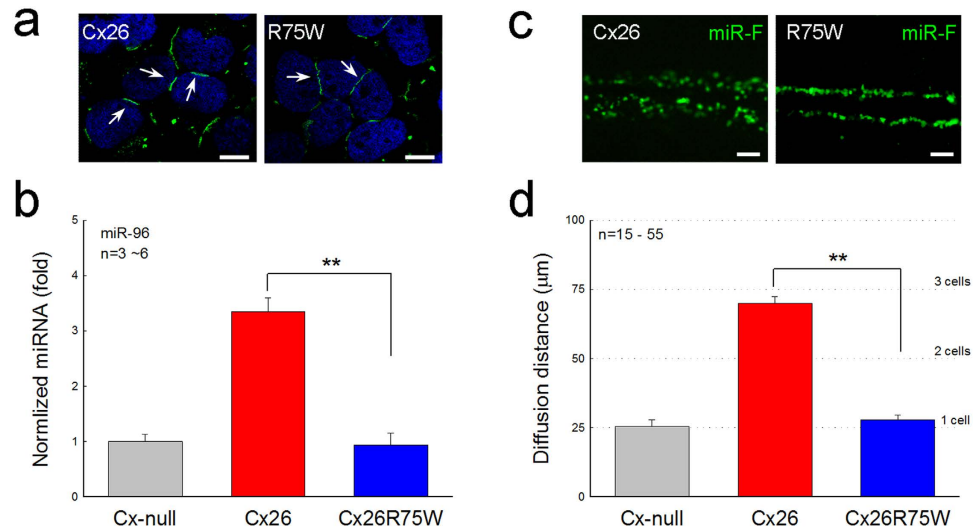 a
Cx26
R75W
c
Cx26 miR-F
R75W miR-F
b
miR-96
n=3 ~6
**
Normlized miRNA (fold)
5
4
3
2
1
0
Cx-null Cx26 Cx26R75W
d
n=15 - 55
**
Diffusion distance (μm)
100
75
50
25
0
3 cells
2 cells
1 cell
Cx-null Cx26 Cx26R75W